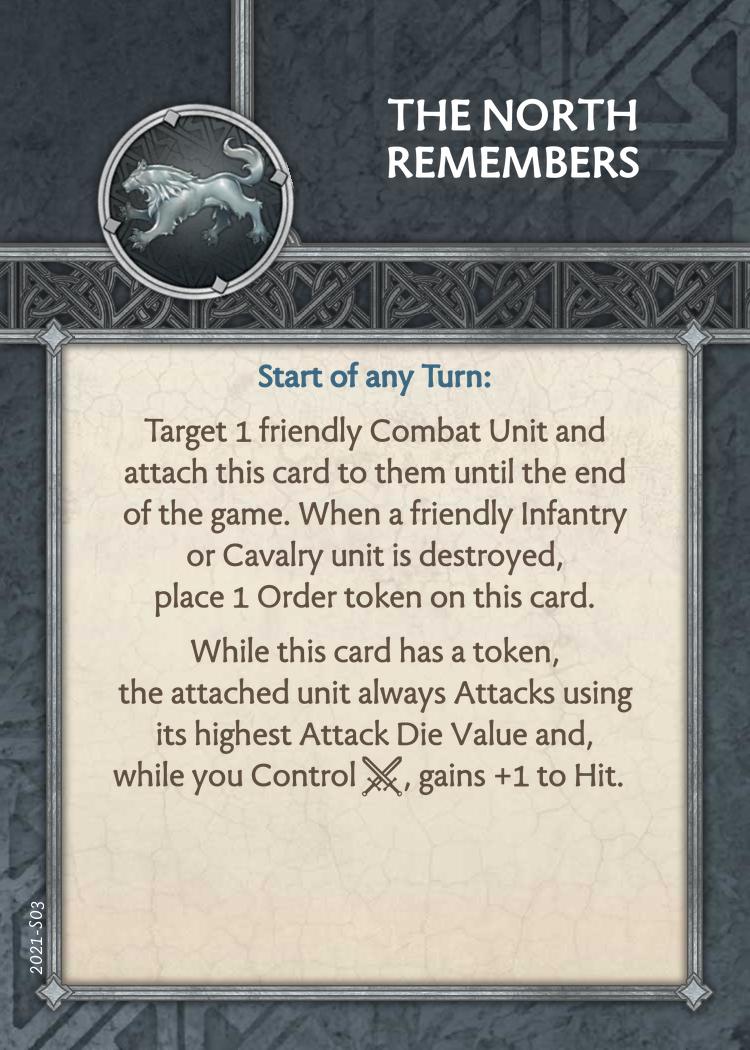 THE NORTH
REMEMBERS
Start of any Turn:
Target 1 friendly Combat Unit and
attach this card to them until the end
of the game. When a friendly Infantry
or Cavalry unit is destroyed,
place 1 Order token on this card.
While this card has a token,
the attached unit always Attacks using
its highest Attack Die Value and,
while you Control , gains +1 to Hit.
2021-S03